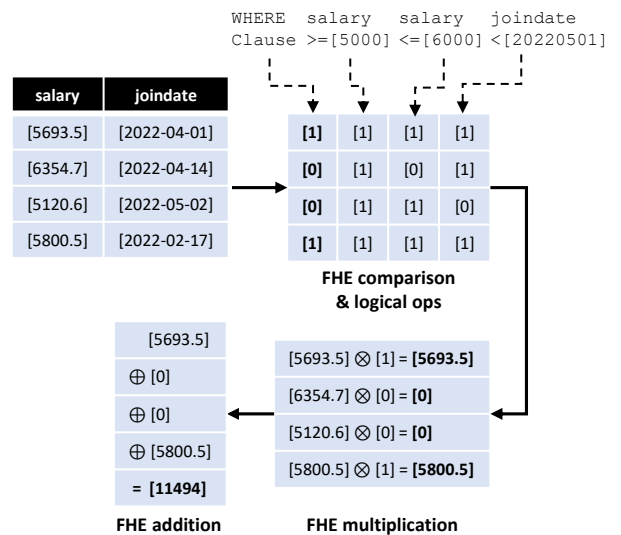 WHERE salary salary joindate
Clause >=[5000] <=[6000] <[20220501]
salary joindate
[5693.5] [2022-04-01]
[6354.7] [2022-04-14]
[5120.6] [2022-05-02]
[5800.5] [2022-02-17]
[1] [1] [1] [1]
[0] [1] [0] [1]
[0] [1] [1] [0]
[1] [1] [1] [1]
FHE comparison
& logical ops
[5693.5]
⊕ [0]
⊕ [0]
⊕ [5800.5]
= [11494]
FHE addition
[5693.5] ⊗ [1] = [5693.5]
[6354.7] ⊗ [0] = [0]
[5120.6] ⊗ [0] = [0]
[5800.5] ⊗ [1] = [5800.5]
FHE multiplication